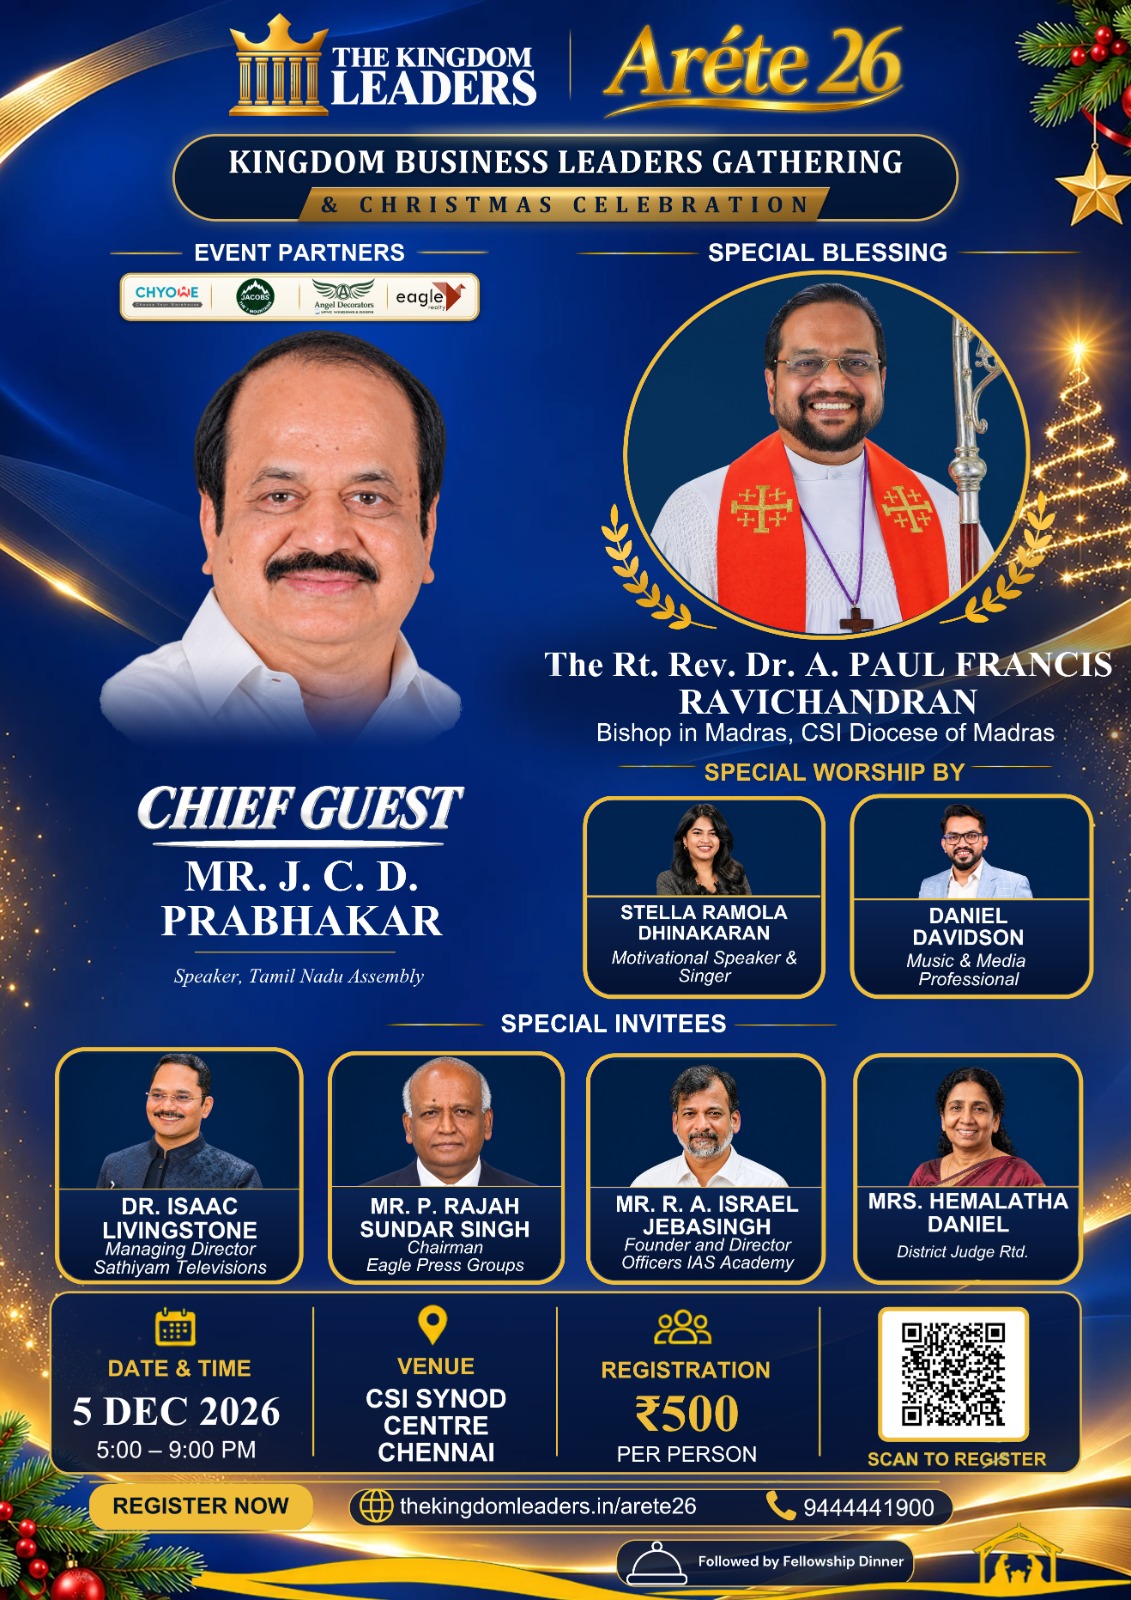 THE KINGDOM
LEADERS
Aréte 26
KINGDOM BUSINESS LEADERS GATHERING
& CHRISTMAS CELEBRATION
EVENT PARTNERS
CHYOWE
JACOBS
Angel Decorators
eagle
realty
SPECIAL BLESSING
The Rt. Rev. Dr. A. PAUL FRANCIS
RAVICHANDRAN
Bishop in Madras, CSI Diocese of Madras
CHIEF GUEST
MR. J. C. D.
PRABHAKAR
Speaker, Tamil Nadu Assembly
SPECIAL WORSHIP BY
STELLA RAMOLA
DHINAKARAN
Motivational Speaker &
Singer
DANIEL
DAVIDSON
Music & Media
Professional
SPECIAL INVITEES
DR. ISAAC
LIVINGSTONE
Managing Director
Sathiyam Televisions
MR. P. RAJAH
SUNDAR SINGH
Chairman
Eagle Press Groups
MR. R. A. ISRAEL
JEBASINGH
Founder and Director
Officers IAS Academy
MRS. HEMALATHA
DANIEL
District Judge Rtd.
DATE & TIME
5 DEC 2026
5:00 – 9:00 PM
VENUE
CSI SYNOD
CENTRE
CHENNAI
REGISTRATION
₹500
PER PERSON
SCAN TO REGISTER
REGISTER NOW
thekingdomleaders.in/arete26
9444441900
Followed by Fellowship Dinner